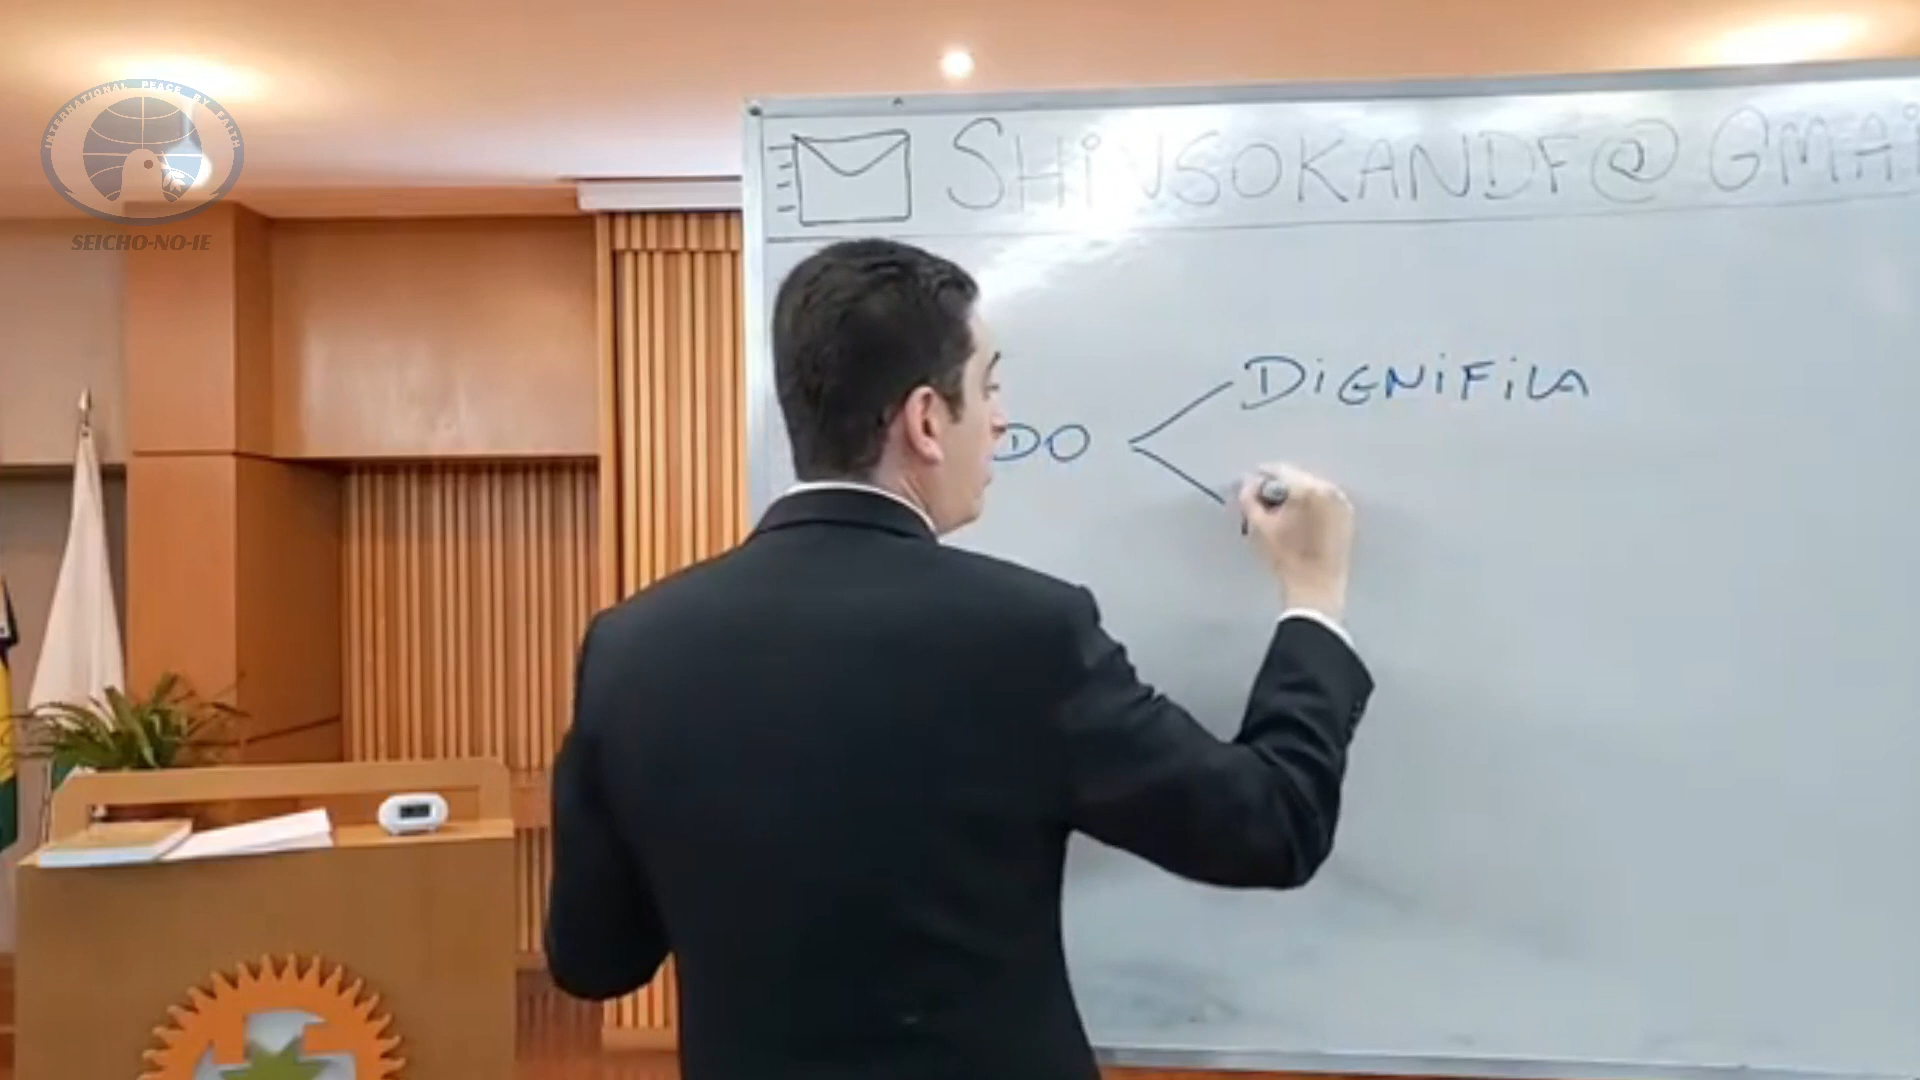 INTERNATIONAL PEACE BY FAITH
SEICHO-NO-IE
SHiNSOKANDF@GMAi
DiGNiFiCA
DO